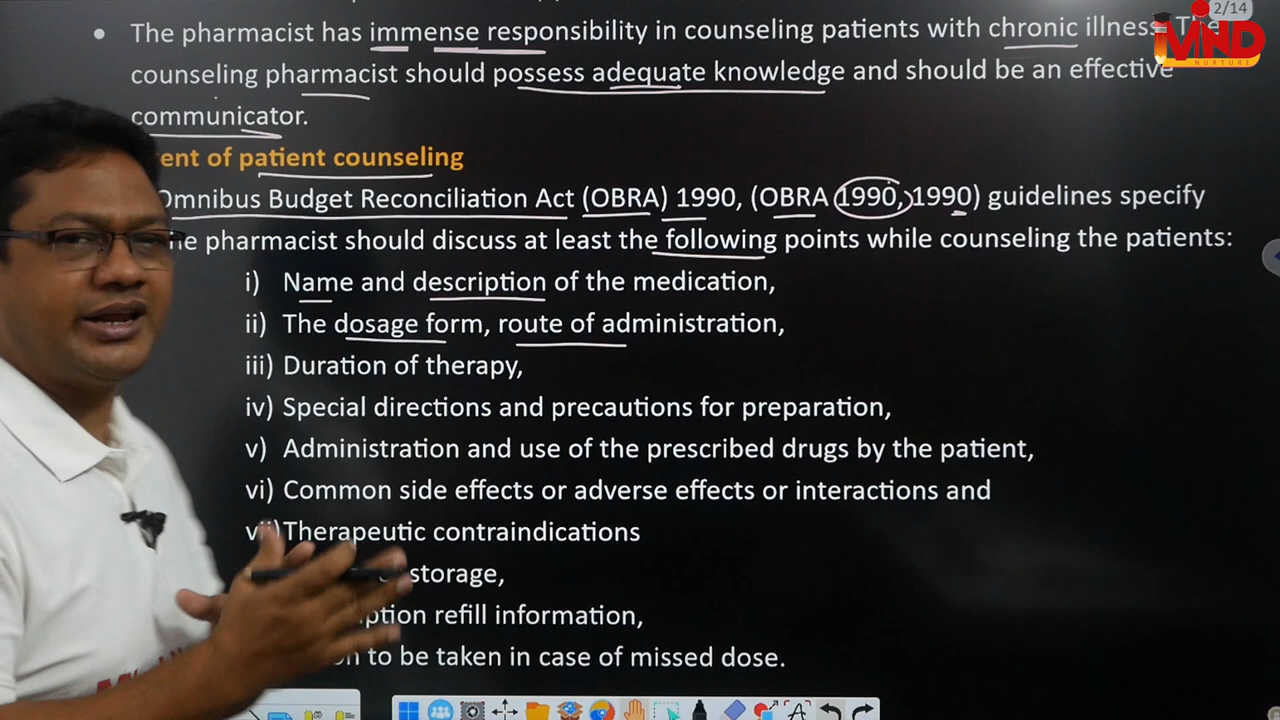 2/14
MIND
NURTURE
• The pharmacist has immense responsibility in counseling patients with chronic illness. The
counseling pharmacist should possess adequate knowledge and should be an effective
communicator.
of patient counseling
Omnibus Budget Reconciliation Act (OBRA) 1990, (OBRA 1990, 1990) guidelines specify
pharmacist should discuss at least the following points while counseling the patients:
i) Name and description of the medication,
ii) The dosage form, route of administration,
iii) Duration of therapy,
iv) Special directions and precautions for preparation,
v) Administration and use of the prescribed drugs by the patient,
vi) Common side effects or adverse effects or interactions and
vii) Therapeutic contraindications
storage,
refill information,
to be taken in case of missed dose.